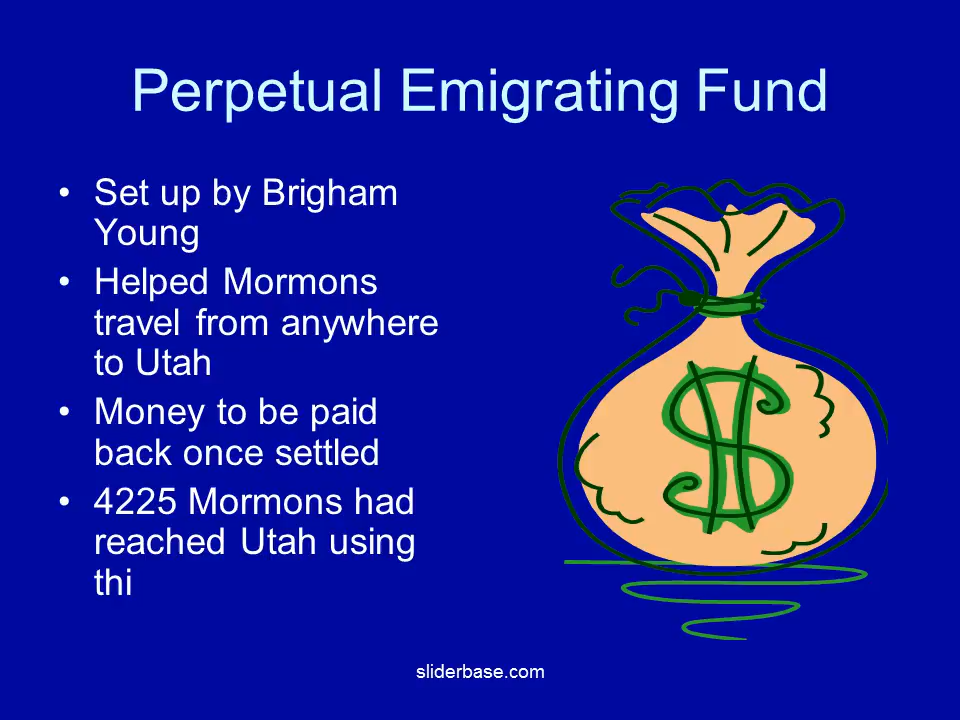 Perpetual Emigrating Fund
• Set up by Brigham
Young
• Helped Mormons
travel from anywhere
to Utah
• Money to be paid
back once settled
• 4225 Mormons had
reached Utah using
thi
$
sliderbase.com